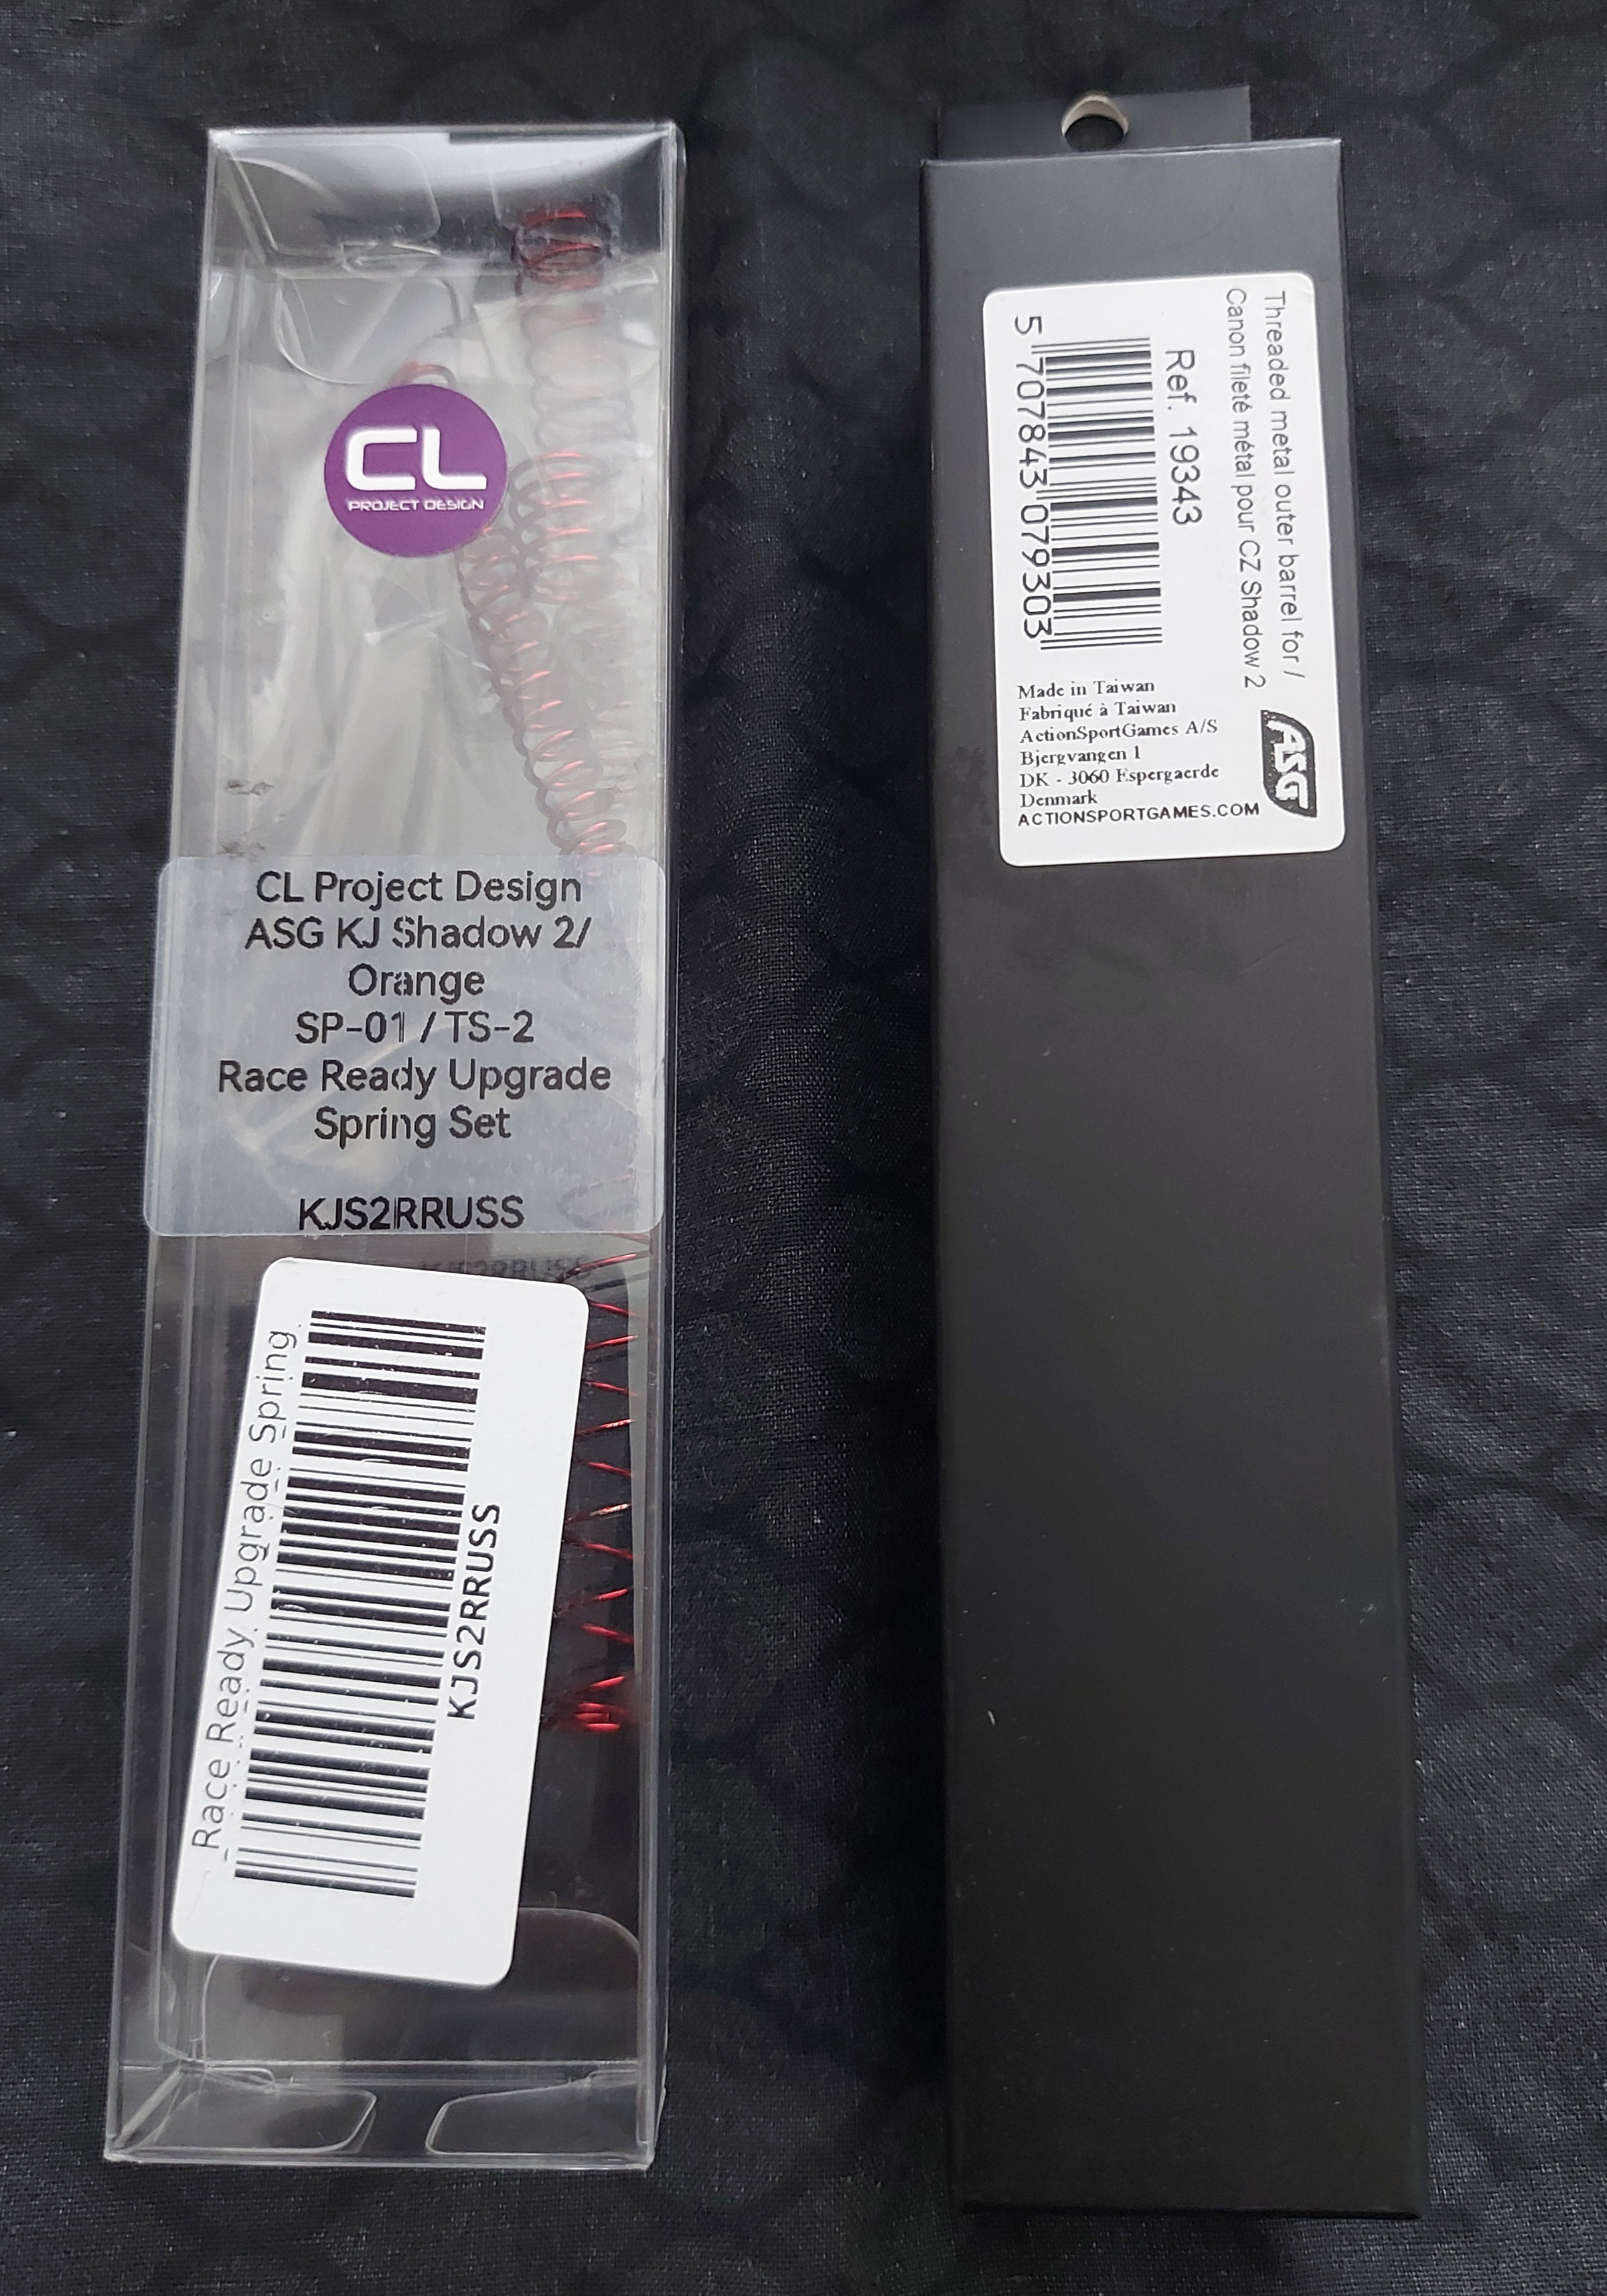 CL
PROJECT DESIGN
CL Project Design
ASG KJ Shadow 2/
Orange
SP-01 / TS-2
Race Ready Upgrade
Spring Set
KJS2RRUSS
KJS2RRUSS
Race Ready Upgrade Spring
KJS2RRUSS
Threaded metal outer barrel for /
Canon fileté métal pour CZ Shadow 2
Ref. 19343
5 707843 079303
Made in Taiwan
Fabriqué à Taiwan
ActionSportGames A/S
Bjergvangen 1
DK - 3060 Espergaerde
Denmark
ACTIONSPORTGAMES.COM
ASG